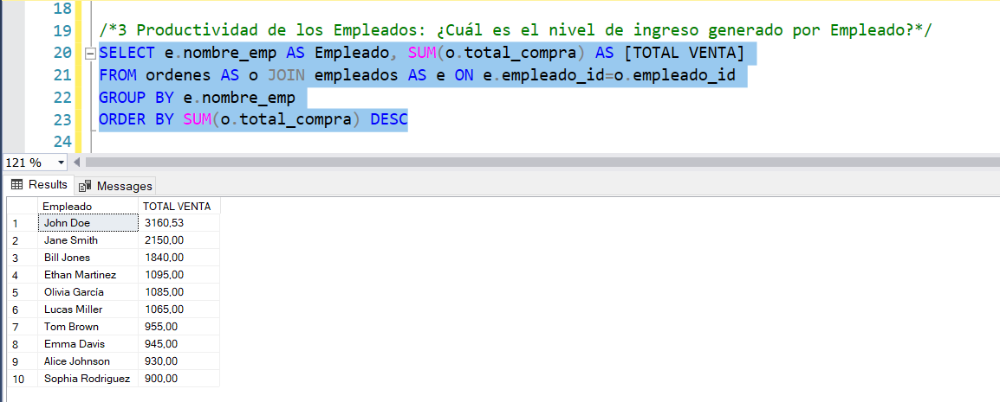 18
19 /*3 Productividad de los Empleados: ¿Cuál es el nivel de ingreso generado por Empleado?*/
20 SELECT e.nombre_emp AS Empleado, SUM(o.total_compra) AS [TOTAL VENTA]
21 FROM ordenes AS o JOIN empleados AS e ON e.empleado_id=o.empleado_id
22 GROUP BY e.nombre_emp
23 ORDER BY SUM(o.total_compra) DESC
24
121 %
Results Messages
Empleado TOTAL VENTA
1 John Doe 3160,53
2 Jane Smith 2150,00
3 Bill Jones 1840,00
4 Ethan Martinez 1095,00
5 Olivia García 1085,00
6 Lucas Miller 1065,00
7 Tom Brown 955,00
8 Emma Davis 945,00
9 Alice Johnson 930,00
10 Sophia Rodriguez 900,00